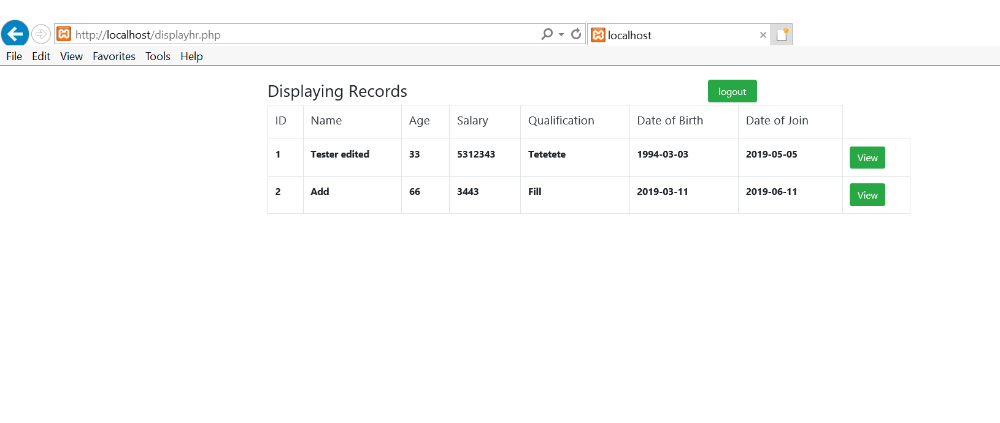 http://localhost/displayhr.php localhost
File Edit View Favorites Tools Help
Displaying Records logout
ID Name Age Salary Qualification Date of Birth Date of Join
1 Tester edited 33 5312343 Tetetete 1994-03-03 2019-05-05 View
2 Add 66 3443 Fill 2019-03-11 2019-06-11 View